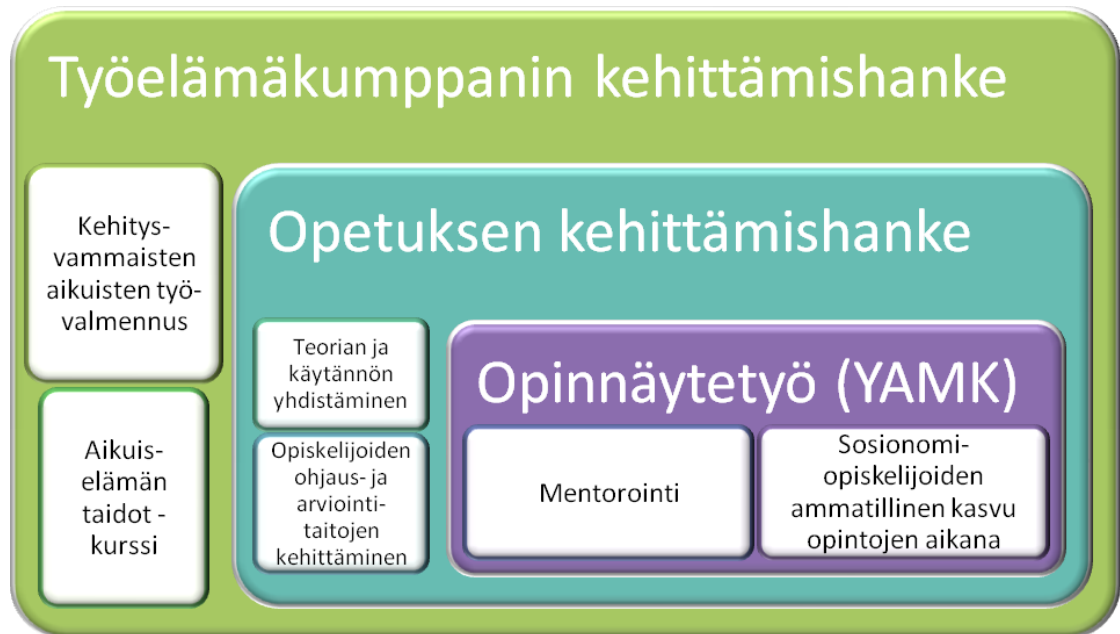 Työelämäkumppanin kehittämishanke
Kehitys-
vammaisten
aikuisten työ-
valmennus
Aikuis-
elämän
taidot -
kurssi
Opetuksen kehittämishanke
Teorian ja
käytännön
yhdistäminen
Opiskelijoiden
ohjaus- ja
arviointi-
taitojen
kehittäminen
Opinnäytetyö (YAMK)
Mentorointi
Sosionomi-
opiskelijoiden
ammatillinen kasvu
opintojen aikana